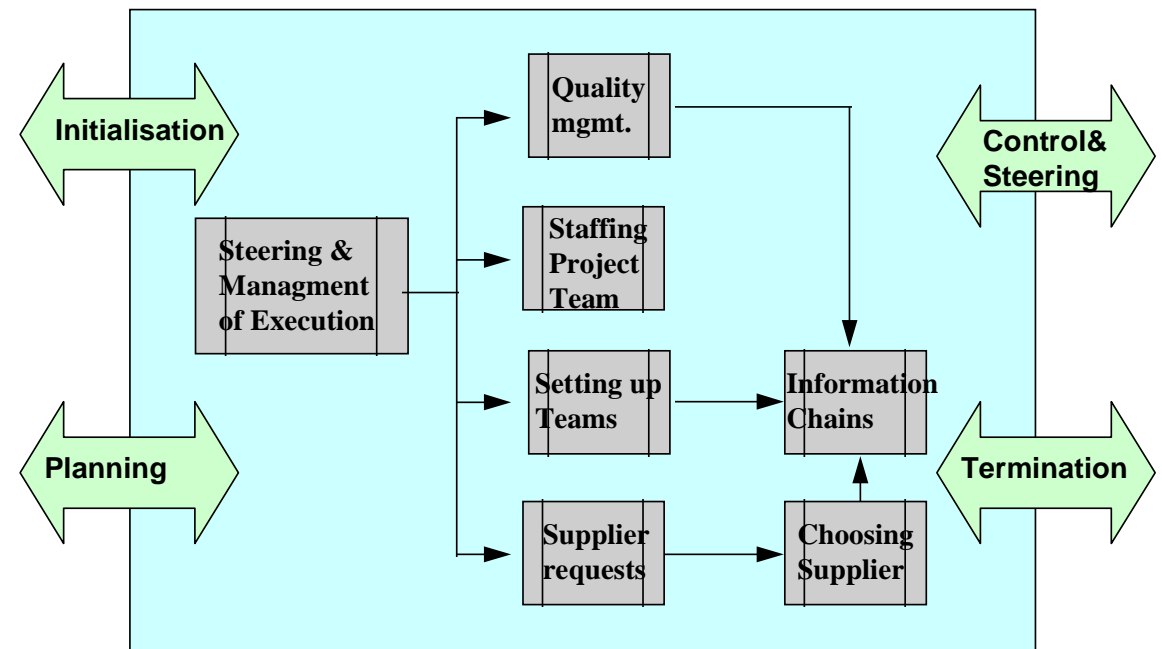 Initialisation
Quality
mgmt.
Control&
Steering
Steering &
Managment
of Execution
Staffing
Project
Team
Setting up
Teams
Information
Chains
Planning
Termination
Supplier
requests
Choosing
Supplier